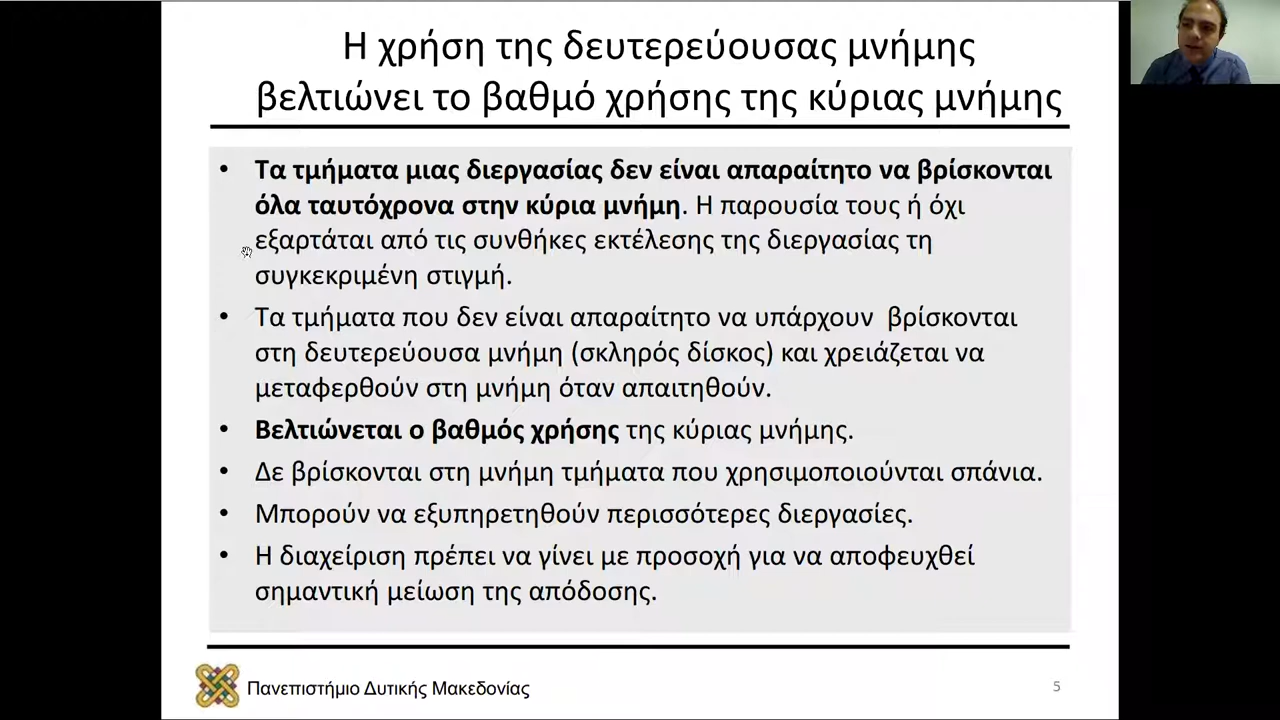 Η χρήση της δευτερεύουσας μνήμης
βελτιώνει το βαθμό χρήσης της κύριας μνήμης
• Τα τμήματα μιας διεργασίας δεν είναι απαραίτητο να βρίσκονται
όλα ταυτόχρονα στην κύρια μνήμη. Η παρουσία τους ή όχι
εξαρτάται από τις συνθήκες εκτέλεσης της διεργασίας τη
συγκεκριμένη στιγμή.
• Τα τμήματα που δεν είναι απαραίτητο να υπάρχουν βρίσκονται
στη δευτερεύουσα μνήμη (σκληρός δίσκος) και χρειάζεται να
μεταφερθούν στη μνήμη όταν απαιτηθούν.
• Βελτιώνεται ο βαθμός χρήσης της κύριας μνήμης.
• Δε βρίσκονται στη μνήμη τμήματα που χρησιμοποιούνται σπάνια.
• Μπορούν να εξυπηρετηθούν περισσότερες διεργασίες.
• Η διαχείριση πρέπει να γίνει με προσοχή για να αποφευχθεί
σημαντική μείωση της απόδοσης.
Πανεπιστήμιο Δυτικής Μακεδονίας
5